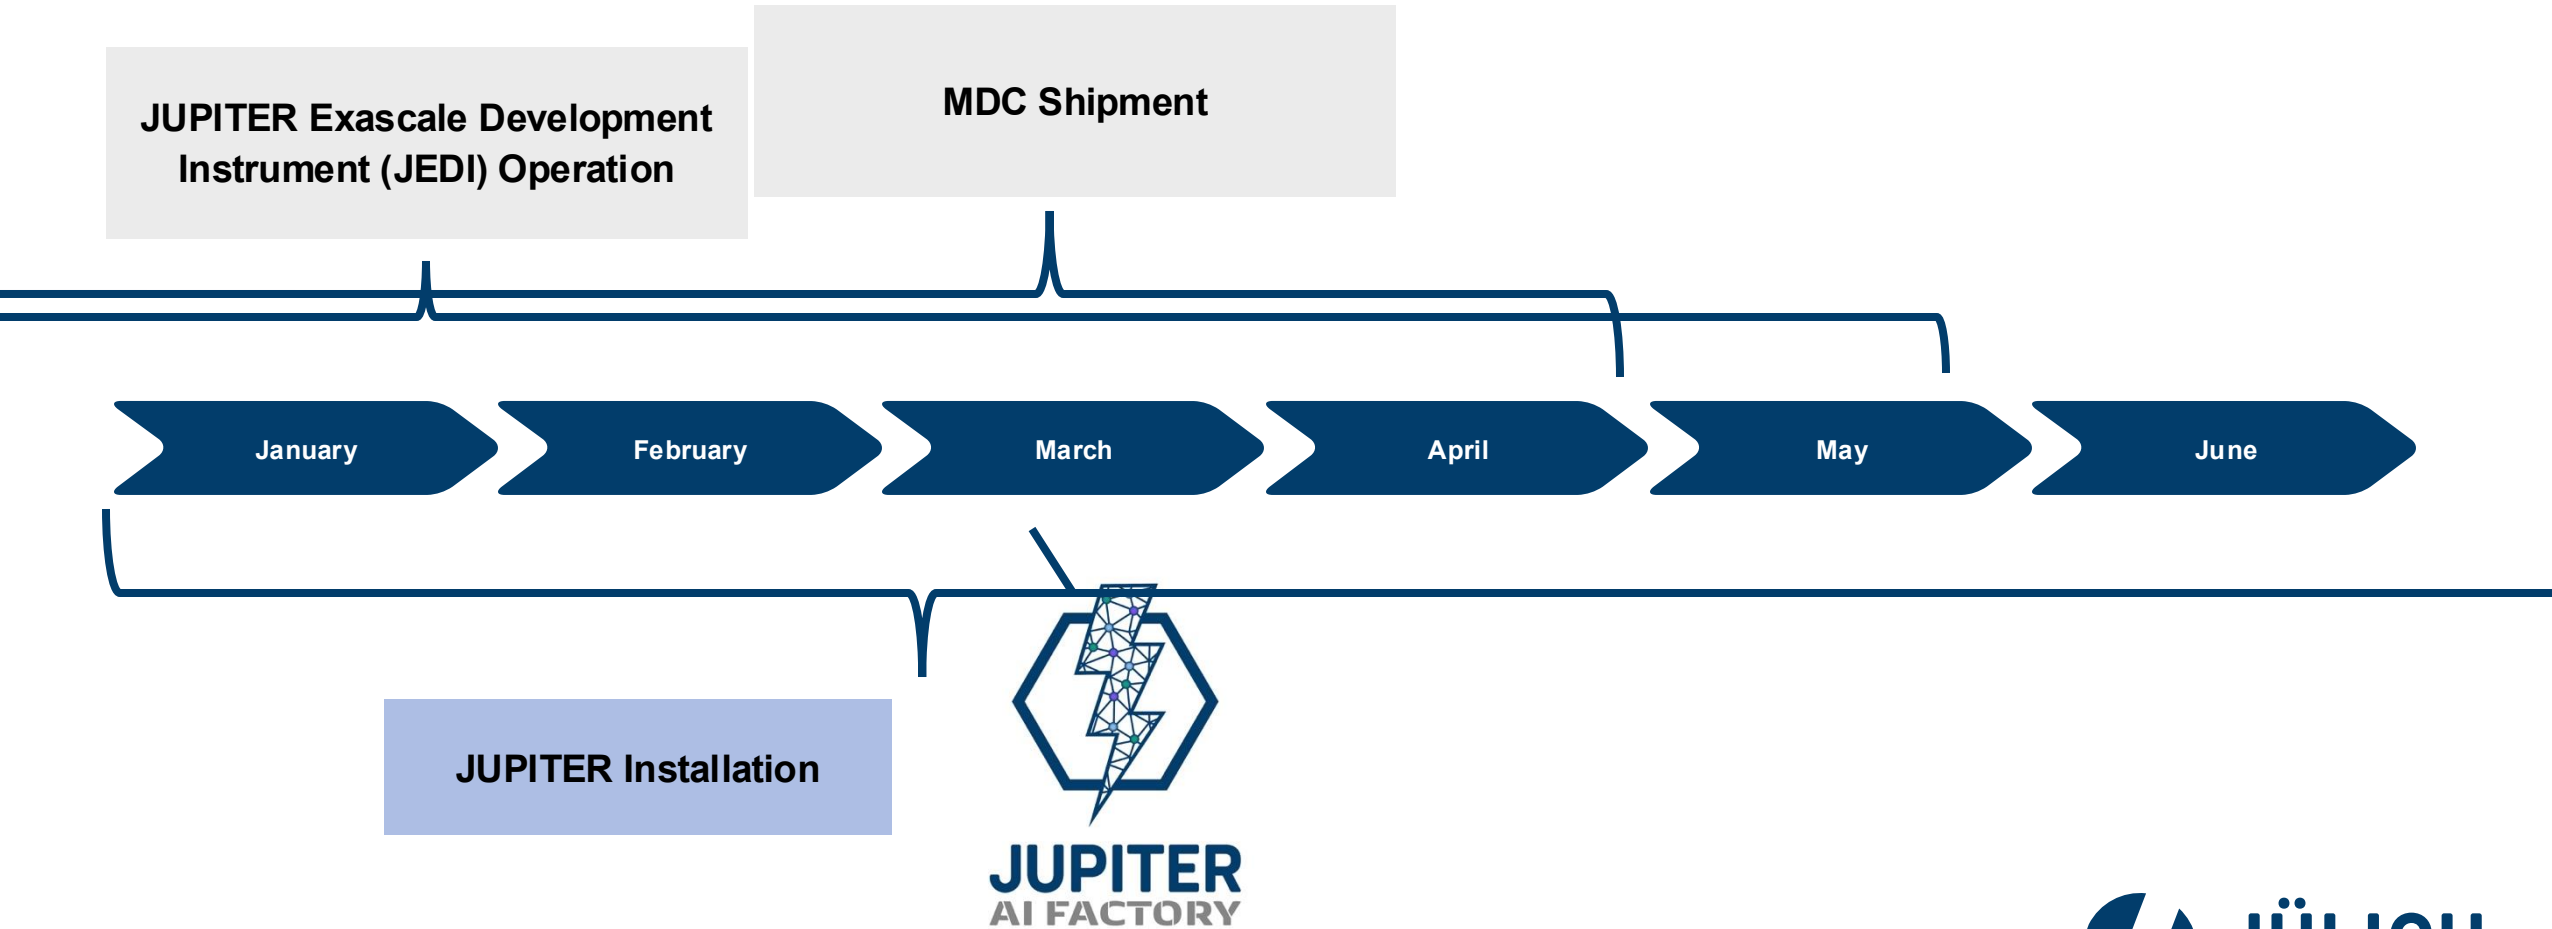 JUPITER Exascale Development
Instrument (JEDI) Operation
MDC Shipment
January
February
March
April
May
June
JUPITER Installation
JUPITER
AI FACTORY
JÜLICH